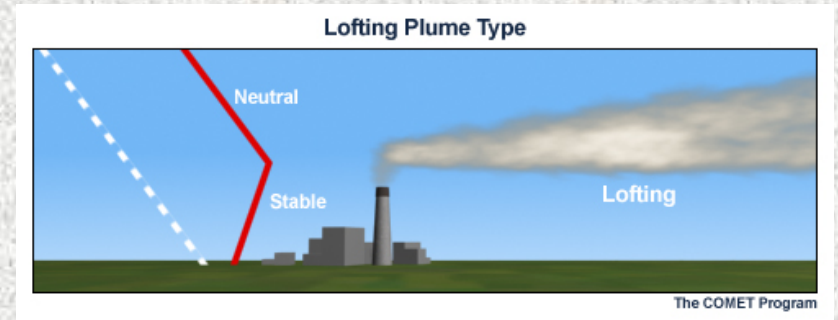 Lofting Plume Type
Neutral
Stable
Lofting
The COMET Program